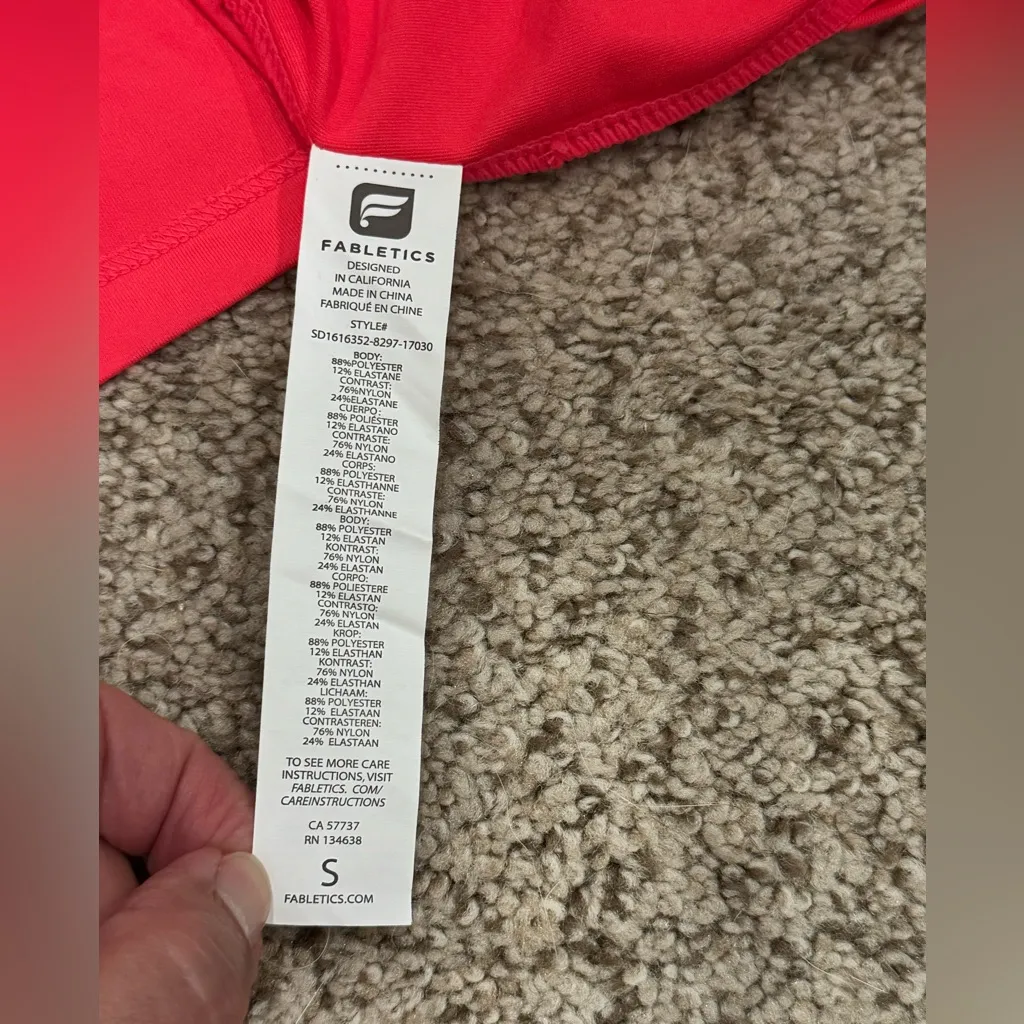 FABLETICS
DESIGNED
IN CALIFORNIA
MADE IN CHINA
FABRIQUÉ EN CHINE
STYLE#
SD1616352-8297-17030
BODY:
88%POLYESTER
12% ELASTANE
CONTRAST:
76%NYLON
24%ELASTANE
CUERPO:
88% POLIÉSTER
12% ELASTANO
CONTRASTE:
76% NYLON
24% ELASTANO
CORPS:
88% POLYESTER
12% ELASTHANNE
CONTRASTE:
76% NYLON
24% ELASTHANNE
BODY:
88% POLYESTER
12% ELASTAN
KONTRAST:
76% NYLON
24% ELASTAN
CORPO:
88% POLIESTERE
12% ELASTAN
CONTRASTO:
76% NYLON
24% ELASTAN
KROP:
88% POLYESTER
12% ELASTHAN
KONTRAST:
76% NYLON
24% ELASTHAN
LICHAAM:
88% POLYESTER
12% ELASTAAN
CONTRASTEREN:
76% NYLON
24% ELASTAAN
TO SEE MORE CARE
INSTRUCTIONS, VISIT
FABLETICS. COM/
CAREINSTRUCTIONS
CA 57737
RN 134638
S
FABLETICS.COM